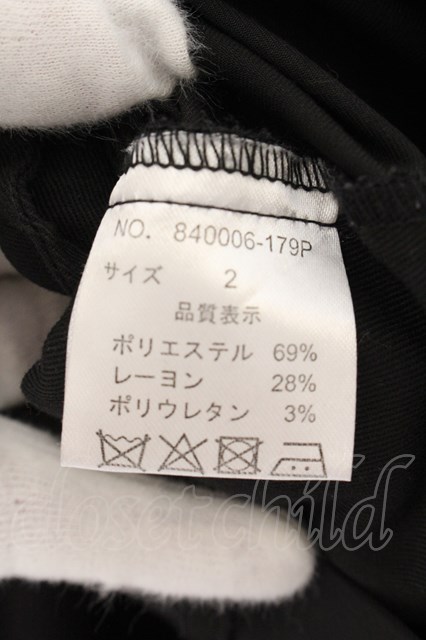 NO. 840006-179P
サイズ 2
品質表示
ポリエステル 69%
レーヨン 28%
ポリウレタン 3%
closetchild